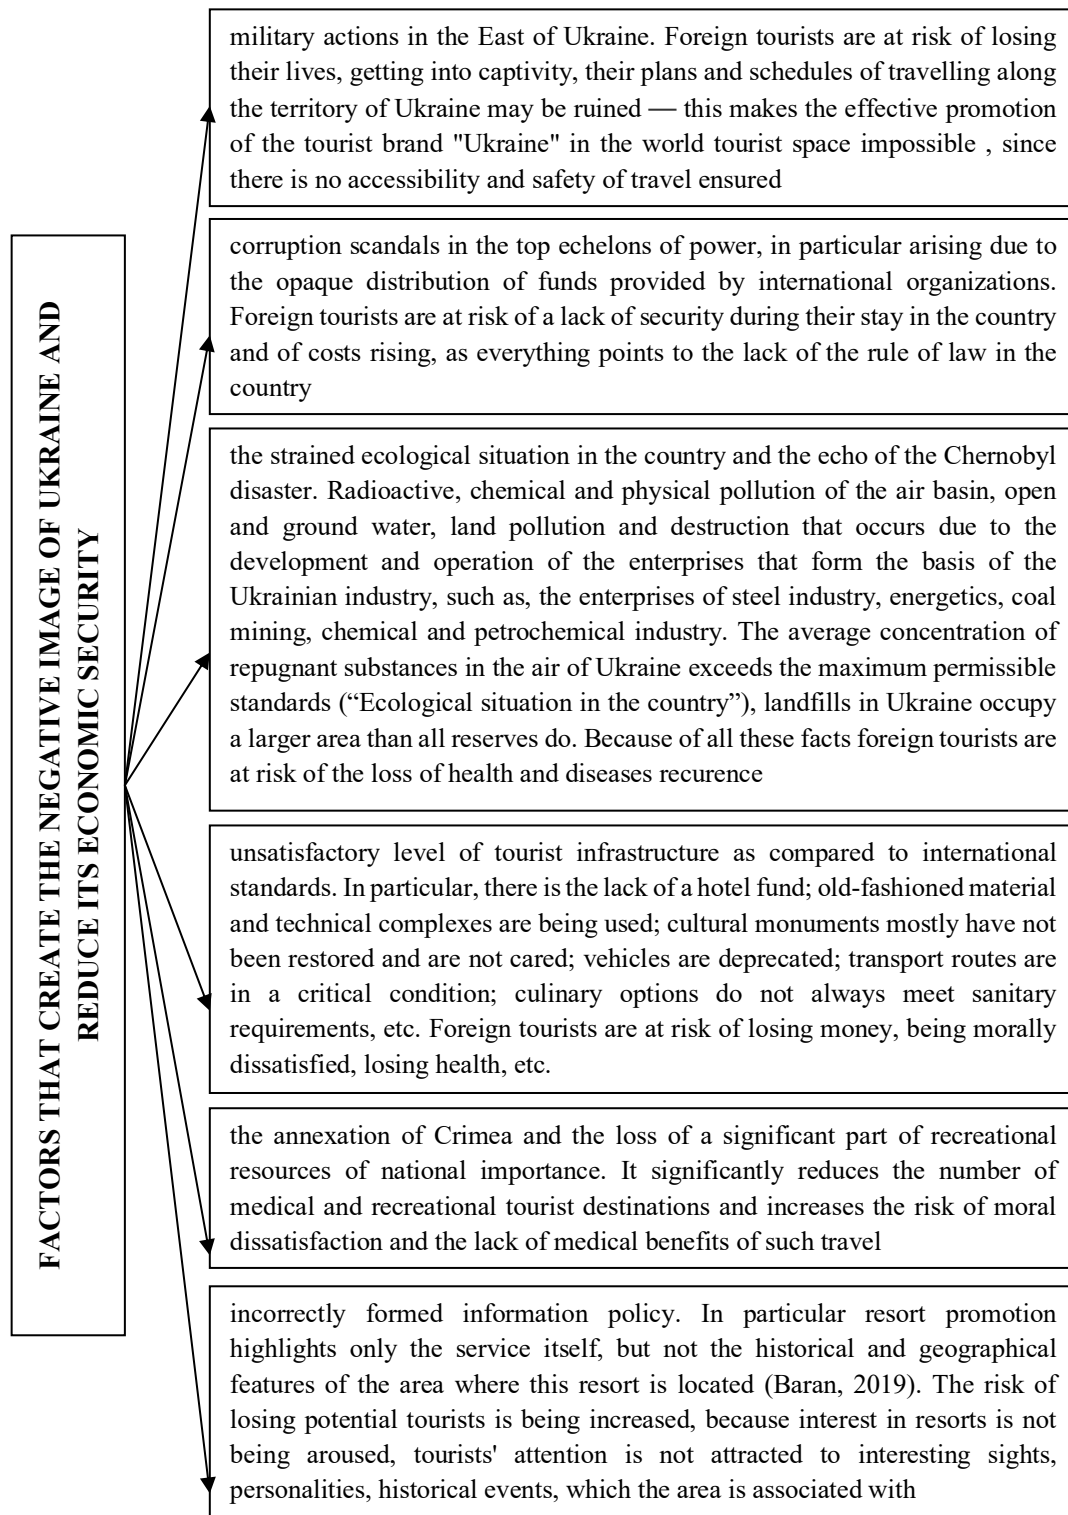 FACTORS THAT CREATE THE NEGATIVE IMAGE OF UKRAINE AND
REDUCE ITS ECONOMIC SECURITY
military actions in the East of Ukraine. Foreign tourists are at risk of losing
their lives, getting into captivity, their plans and schedules of travelling along
the territory of Ukraine may be ruined — this makes the effective promotion
of the tourist brand "Ukraine" in the world tourist space impossible , since
there is no accessibility and safety of travel ensured
corruption scandals in the top echelons of power, in particular arising due to
the opaque distribution of funds provided by international organizations.
Foreign tourists are at risk of a lack of security during their stay in the country
and of costs rising, as everything points to the lack of the rule of law in the
country
the strained ecological situation in the country and the echo of the Chernobyl
disaster. Radioactive, chemical and physical pollution of the air basin, open
and ground water, land pollution and destruction that occurs due to the
development and operation of the enterprises that form the basis of the
Ukrainian industry, such as, the enterprises of steel industry, energetics, coal
mining, chemical and petrochemical industry. The average concentration of
repugnant substances in the air of Ukraine exceeds the maximum permissible
standards (“Ecological situation in the country”), landfills in Ukraine occupy
a larger area than all reserves do. Because of all these facts foreign tourists are
at risk of the loss of health and diseases recurence
unsatisfactory level of tourist infrastructure as compared to international
standards. In particular, there is the lack of a hotel fund; old-fashioned material
and technical complexes are being used; cultural monuments mostly have not
been restored and are not cared; vehicles are deprecated; transport routes are
in a critical condition; culinary options do not always meet sanitary
requirements, etc. Foreign tourists are at risk of losing money, being morally
dissatisfied, losing health, etc.
the annexation of Crimea and the loss of a significant part of recreational
resources of national importance. It significantly reduces the number of
medical and recreational tourist destinations and increases the risk of moral
dissatisfaction and the lack of medical benefits of such travel
incorrectly formed information policy. In particular resort promotion
highlights only the service itself, but not the historical and geographical
features of the area where this resort is located (Baran, 2019). The risk of
losing potential tourists is being increased, because interest in resorts is not
being aroused, tourists' attention is not attracted to interesting sights,
personalities, historical events, which the area is associated with